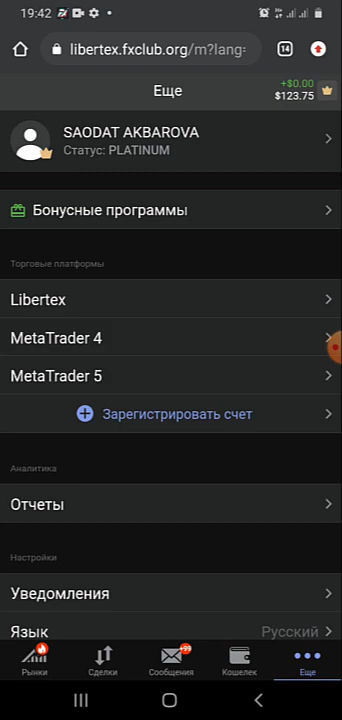 19:42
14
libertex.fxclub.org/m?lang=
Еще
+$0.00
$123.75
SAODAT AKBAROVA
Статус: PLATINUM
Бонусные программы
Торговые платформы
Libertex
MetaTrader 4
MetaTrader 5
Зарегистрировать счет
Аналитика
Отчеты
Настройки
Уведомления
Язык
Русский
+99
Рынки
Сделки
Сообщения
Кошелек
Еще